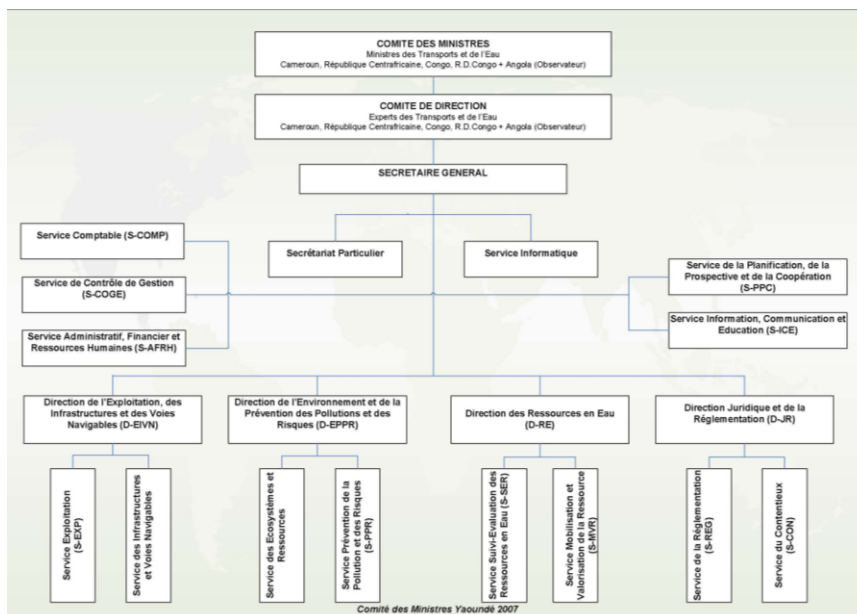 COMITE DES MINISTRES
Ministres des Transports et de l'Eau
Cameroun, République Centrafricaine, Congo, R.D.Congo + Angola (Observateur)
COMITE DE DIRECTION
Experts des Transports et de l'Eau
Cameroun, République Centrafricaine, Congo, R.D.Congo + Angola (Observateur)
SECRETAIRE GENERAL
Secrétariat Particulier
Service Informatique
Service Comptable (S-COMP)
Service de Contrôle de Gestion
(S-COGE)
Service Administratif, Financier et
Ressources Humaines (S-AFRH)
Service de la Planification, de la
Prospective et de la Coopération
(S-PPC)
Service Information, Communication et
Education (S-ICE)
Direction de l'Exploitation, des
Infrastructures et des Voies
Navigables (D-EIVN)
Direction de l'Environnement et de la
Prévention des Pollutions et des
Risques (D-EPPR)
Direction des Ressources en Eau
(D-RE)
Direction Juridique et de la
Réglementation (D-JR)
Service Exploitation
(S-EXP)
Service des Infrastructures
et Voies Navigables
Service des Ecosystèmes et
Ressources
Service Prévention de la
Pollution et des Risques
(S-PPR)
Service Suivi-Evaluation des
Ressources en Eau (S-SER)
Service Mobilisation et
Valorisation de la Ressource
(S-MVR)
Service de la Réglementation
(S-REG)
Service du Contentieux
(S-CON)
Comité des Ministres Yaoundé 2007